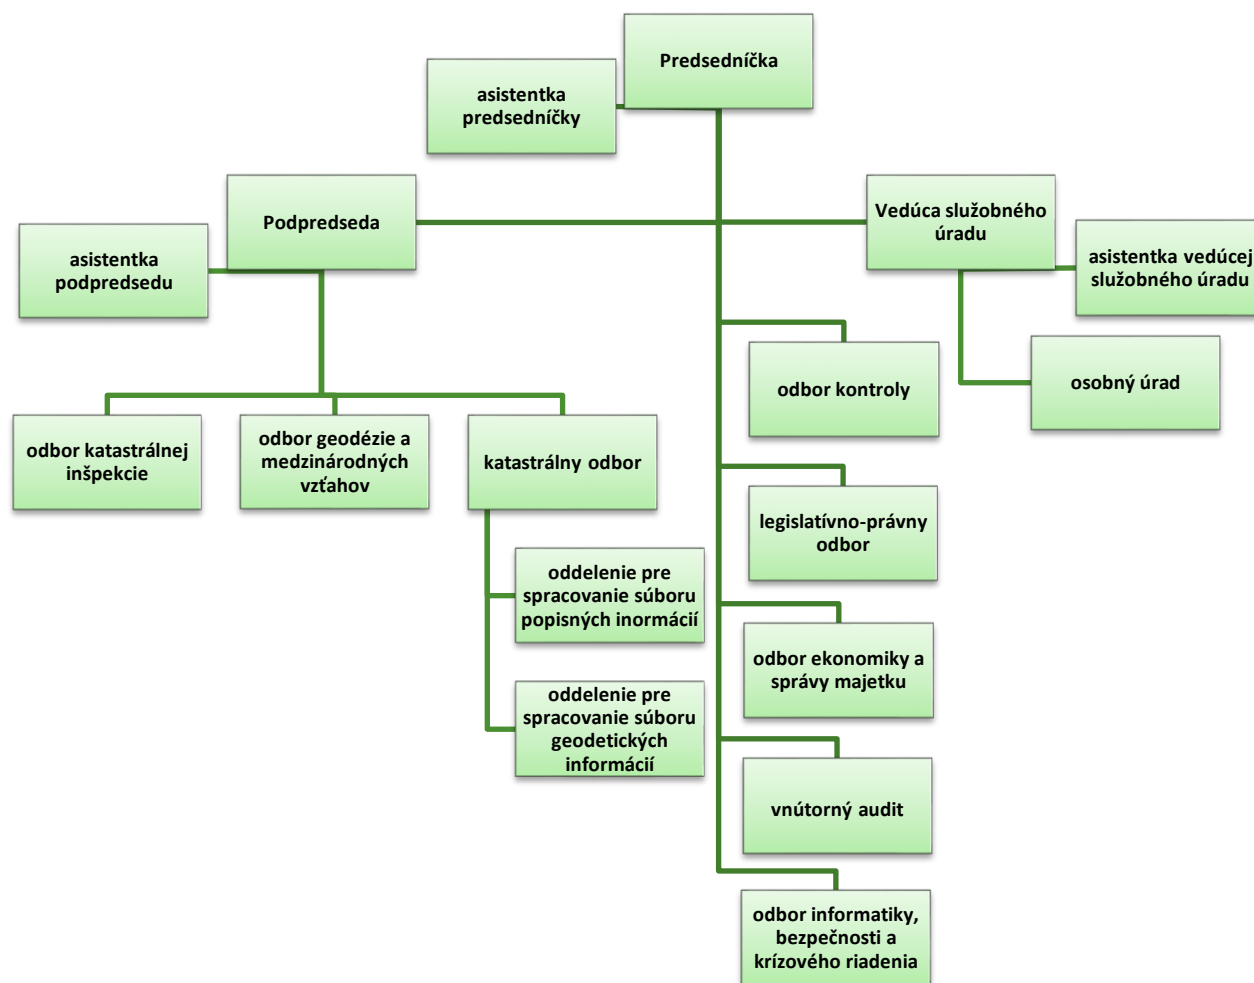 Predsedníčka
asistentka
predsedníčky
Podpredseda
Vedúca služobného
úradu
asistentka
podpredsedu
asistentka vedúcej
služobného úradu
odbor kontroly
osobný úrad
odbor katastrálnej
inšpekcie
odbor geodézie a
medzinárodných
vzťahov
katastrálny odbor
legislatívno-právny
odbor
oddelenie pre
spracovanie súboru
popisných inormácií
odbor ekonomiky a
správy majetku
oddelenie pre
spracovanie súboru
geodetických
informácií
vnútorný audit
odbor informatiky,
bezpečnosti a
krízového riadenia